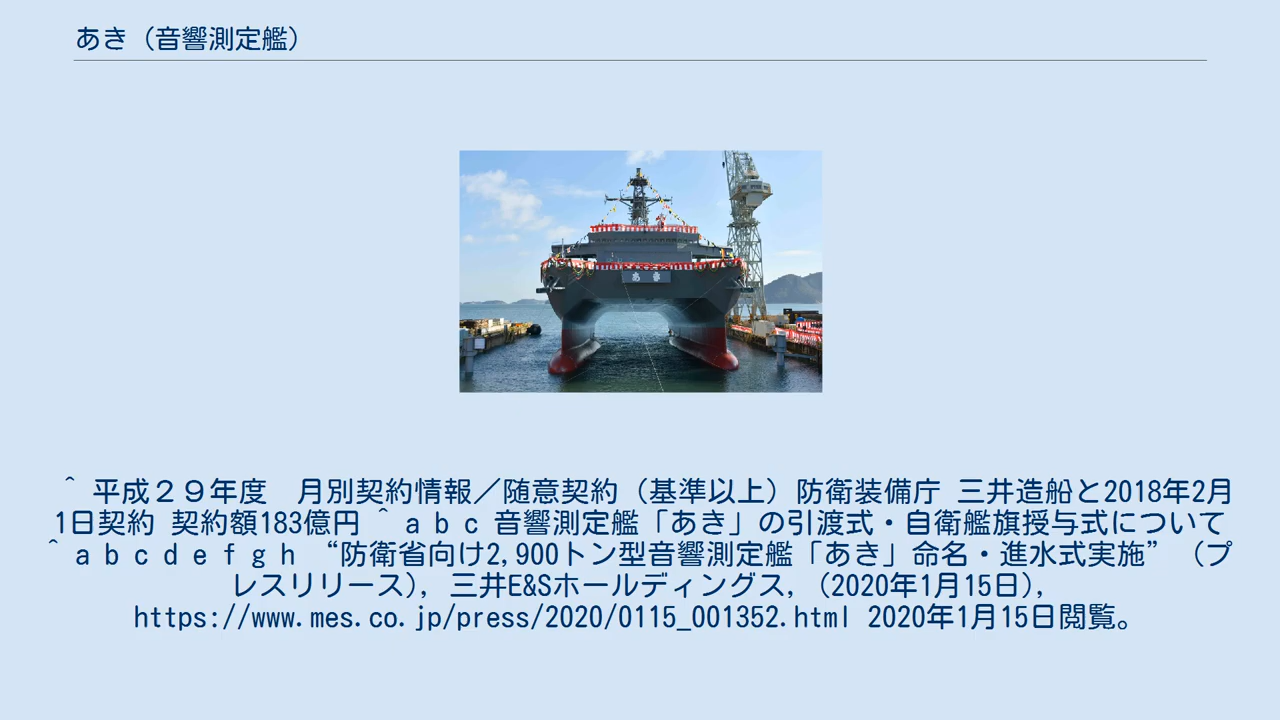 あき（音響測定艦）
あき
^ 平成２９年度　月別契約情報／随意契約（基準以上）防衛装備庁 三井造船と2018年2月
1日契約 契約額183億円 ^ a b c 音響測定艦「あき」の引渡式・自衛艦旗授与式について
^ a b c d e f g h “防衛省向け2,900トン型音響測定艦「あき」命名・進水式実施” （プ
レスリリース）, 三井E&Sホールディングス, （2020年1月15日）,
https://www.mes.co.jp/press/2020/0115_001352.html 2020年1月15日閲覧。